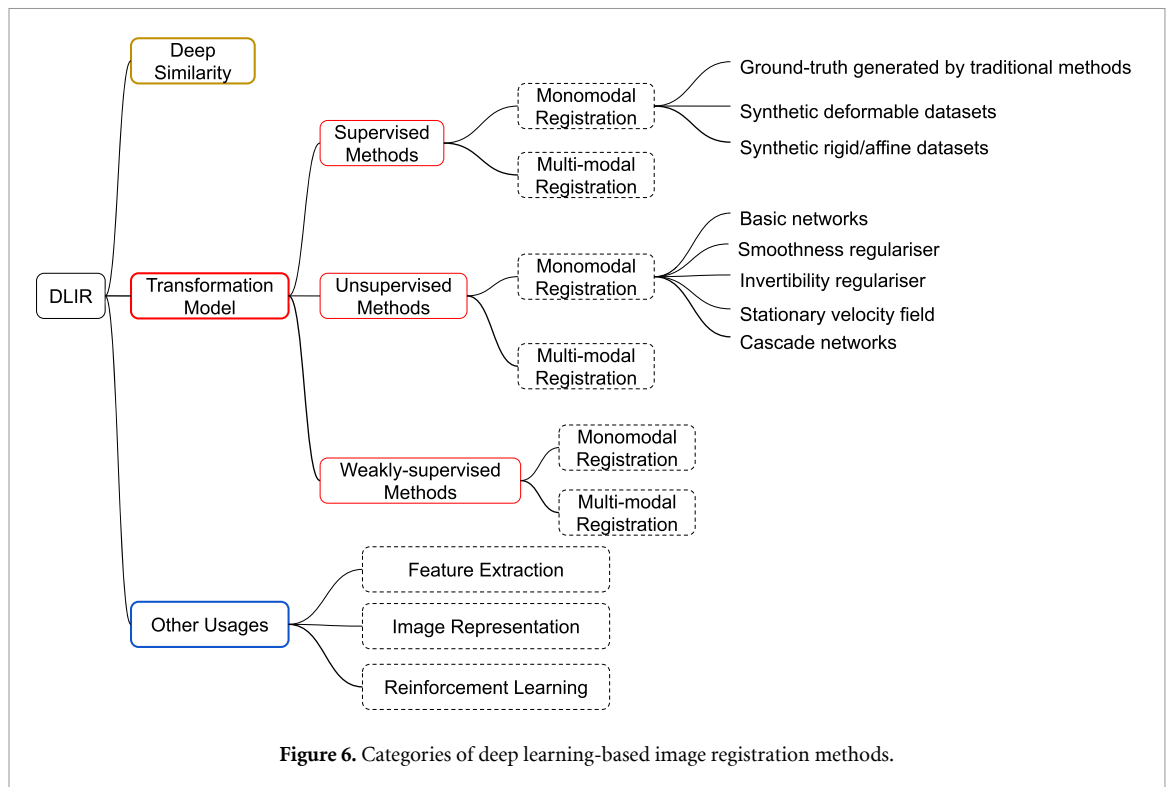 Deep
Similarity
DLIR
Transformation
Model
Other Usages
Supervised
Methods
Unsupervised
Methods
Weakly-supervised
Methods
Monomodal
Registration
Multi-modal
Registration
Ground-truth generated by traditional methods
Synthetic deformable datasets
Synthetic rigid/affine datasets
Monomodal
Registration
Multi-modal
Registration
Basic networks
Smoothness regulariser
Invertibility regulariser
Stationary velocity field
Cascade networks
Monomodal
Registration
Multi-modal
Registration
Feature Extraction
Image Representation
Reinforcement Learning
Figure 6. Categories of deep learning-based image registration methods.